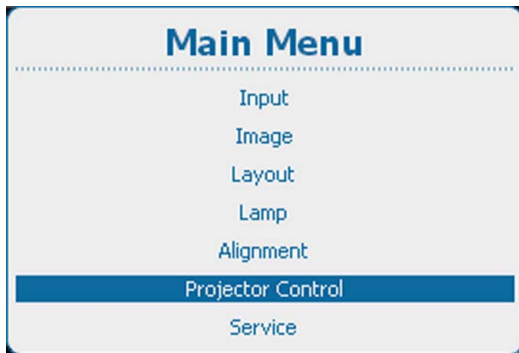 Main Menu
Input
Image
Layout
Lamp
Alignment
Projector Control
Service